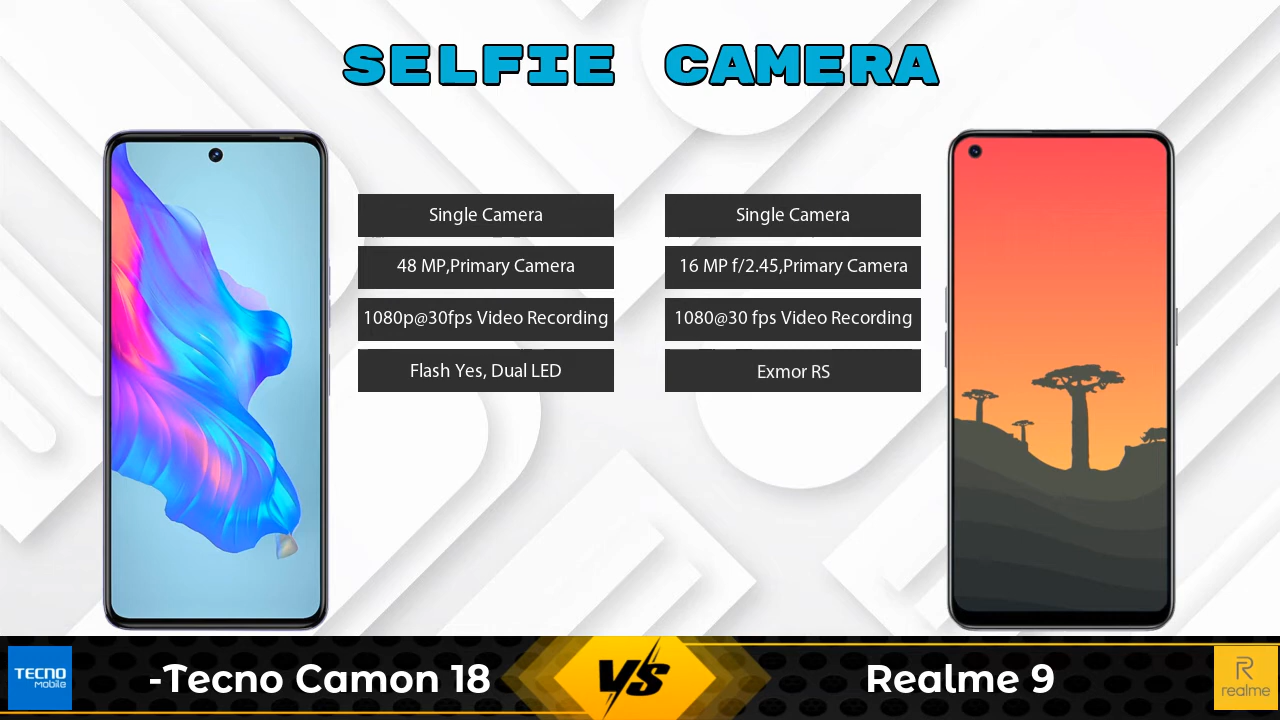 SELFIE CAMERA
Single Camera
48 MP,Primary Camera
1080p@30fps Video Recording
Flash Yes, Dual LED
Single Camera
16 MP f/2.45,Primary Camera
1080@30 fps Video Recording
Exmor RS
TECNO
Mobile
-Tecno Camon 18
VS
Realme 9
R
realme